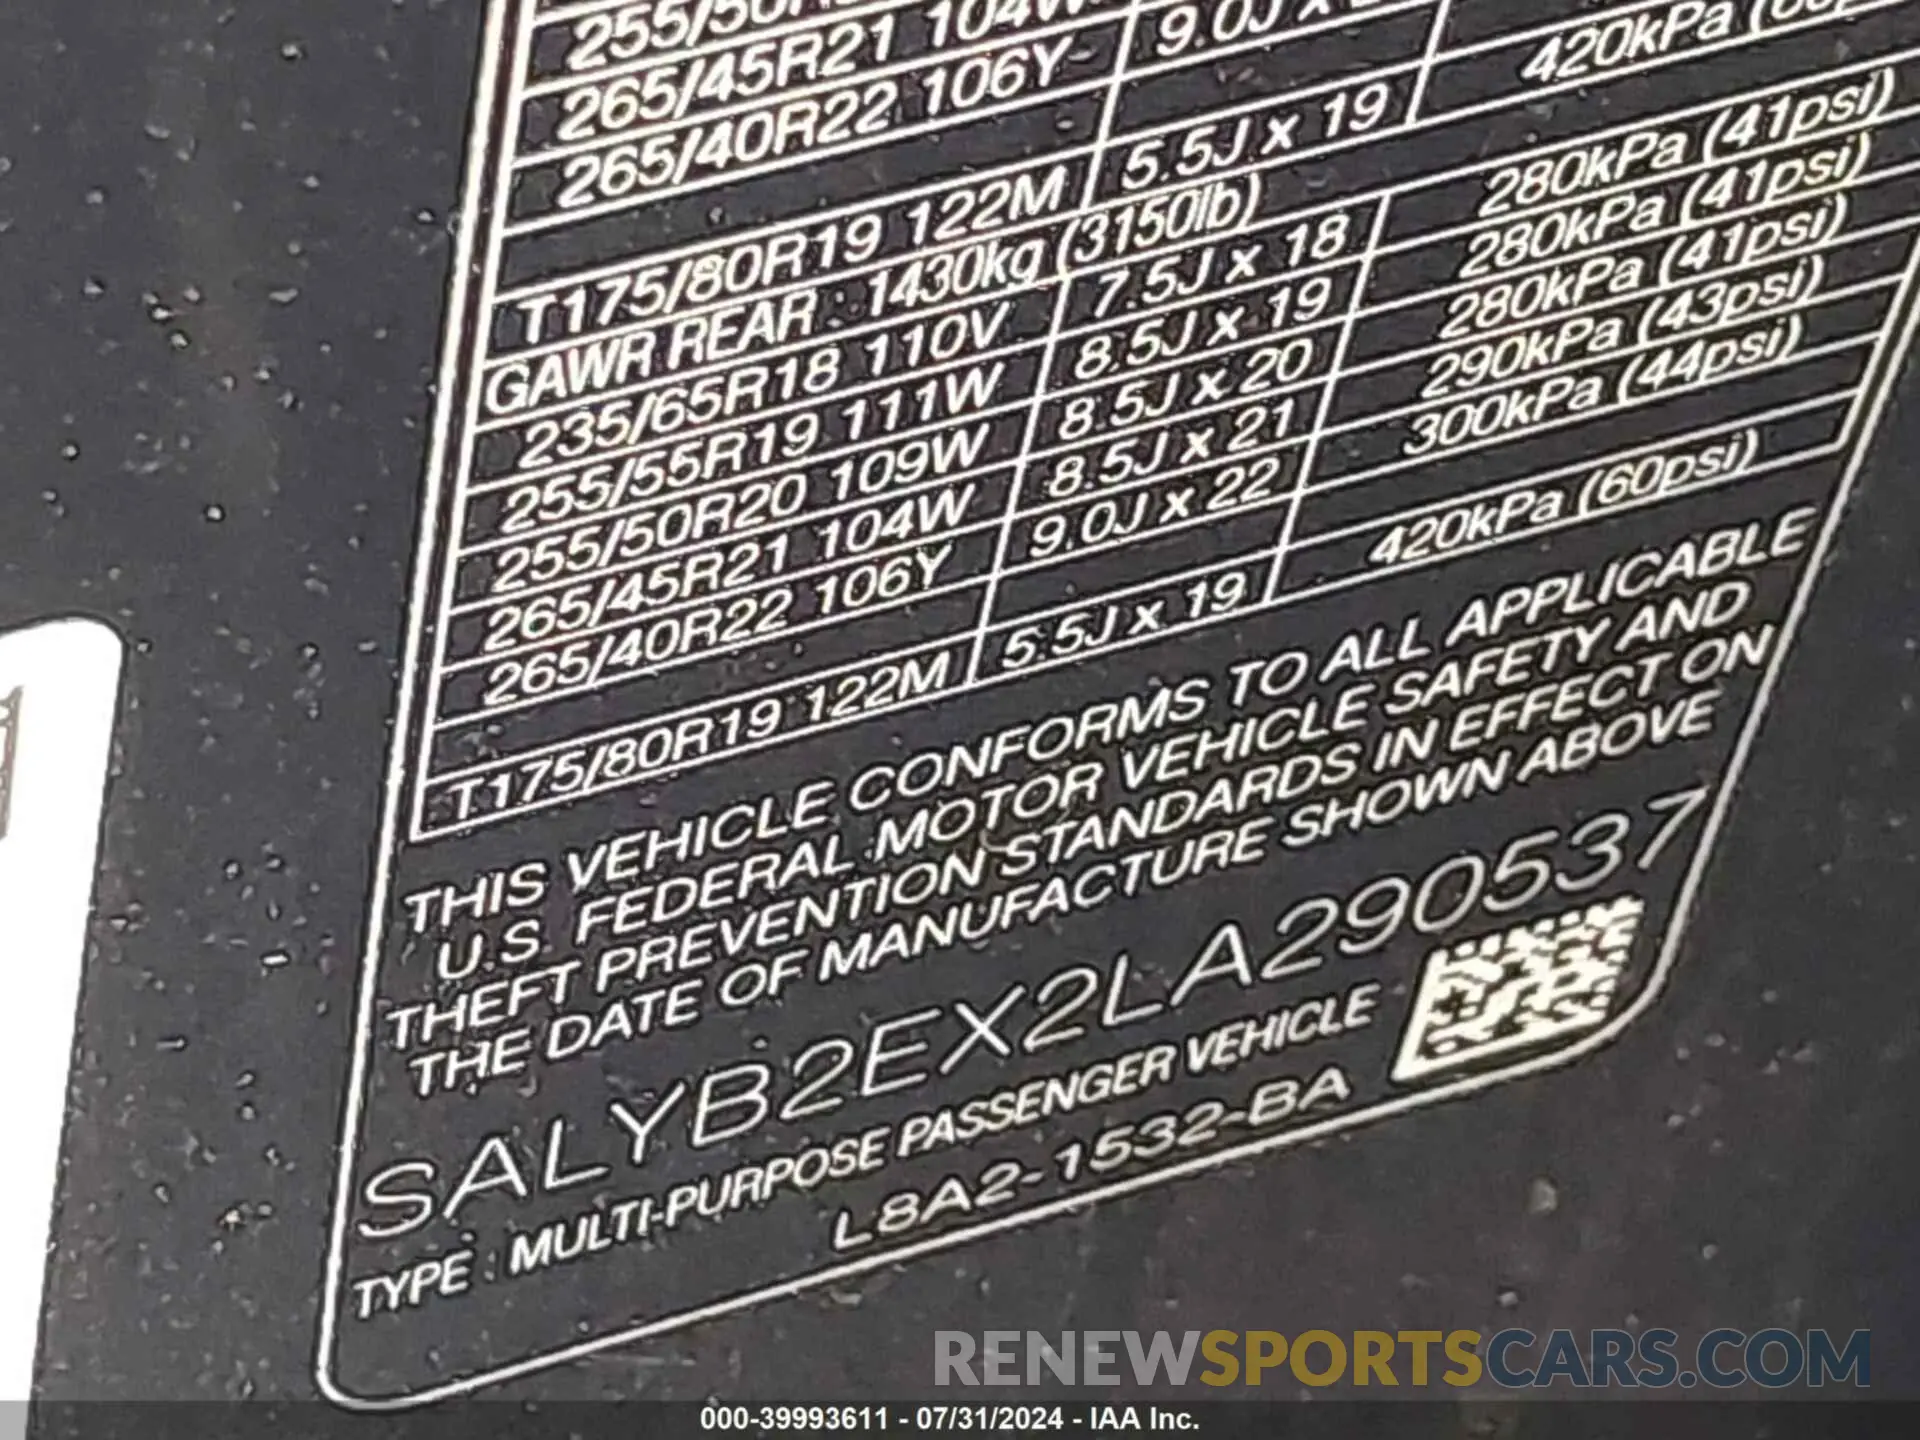 265/45R21 104W 9.0J x
265/40R22 106Y
T175/80R19 122M 5.5J x 19 420kPa
GAWR REAR : 1430kg (3150lb)
235/65R18 110V 7.5J x 18 280kPa (41psi)
255/55R19 111W 8.5J x 19 280kPa (41psi)
255/50R20 109W 8.5J x 20 280kPa (41psi)
265/45R21 104W 8.5J x 21 290kPa (43psi)
265/40R22 106Y 9.0J x 22 300kPa (44psi)
T175/80R19 122M 5.5J x 19 420kPa (60psi)
THIS VEHICLE CONFORMS TO ALL APPLICABLE
U.S. FEDERAL MOTOR VEHICLE SAFETY AND
THEFT PREVENTION STANDARDS IN EFFECT ON
THE DATE OF MANUFACTURE SHOWN ABOVE
SALYB2EX2LA290537
TYPE : MULTI-PURPOSE PASSENGER VEHICLE
L8A2-1532-BA
RENEWSPORTSCARS.COM
000-39993611 - 07/31/2024 - IAA Inc.